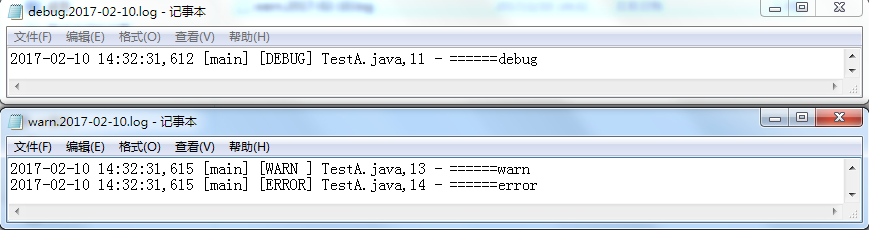 debug.2017-02-10.log - 记事本
文件(F) 编辑(E) 格式(O) 查看(V) 帮助(H)
2017-02-10 14:32:31,612 [main] [DEBUG] TestA.java,11 - ======debug
warn.2017-02-10.log - 记事本
文件(F) 编辑(E) 格式(O) 查看(V) 帮助(H)
2017-02-10 14:32:31,615 [main] [WARN ] TestA.java,13 - ======warn
2017-02-10 14:32:31,615 [main] [ERROR] TestA.java,14 - ======error